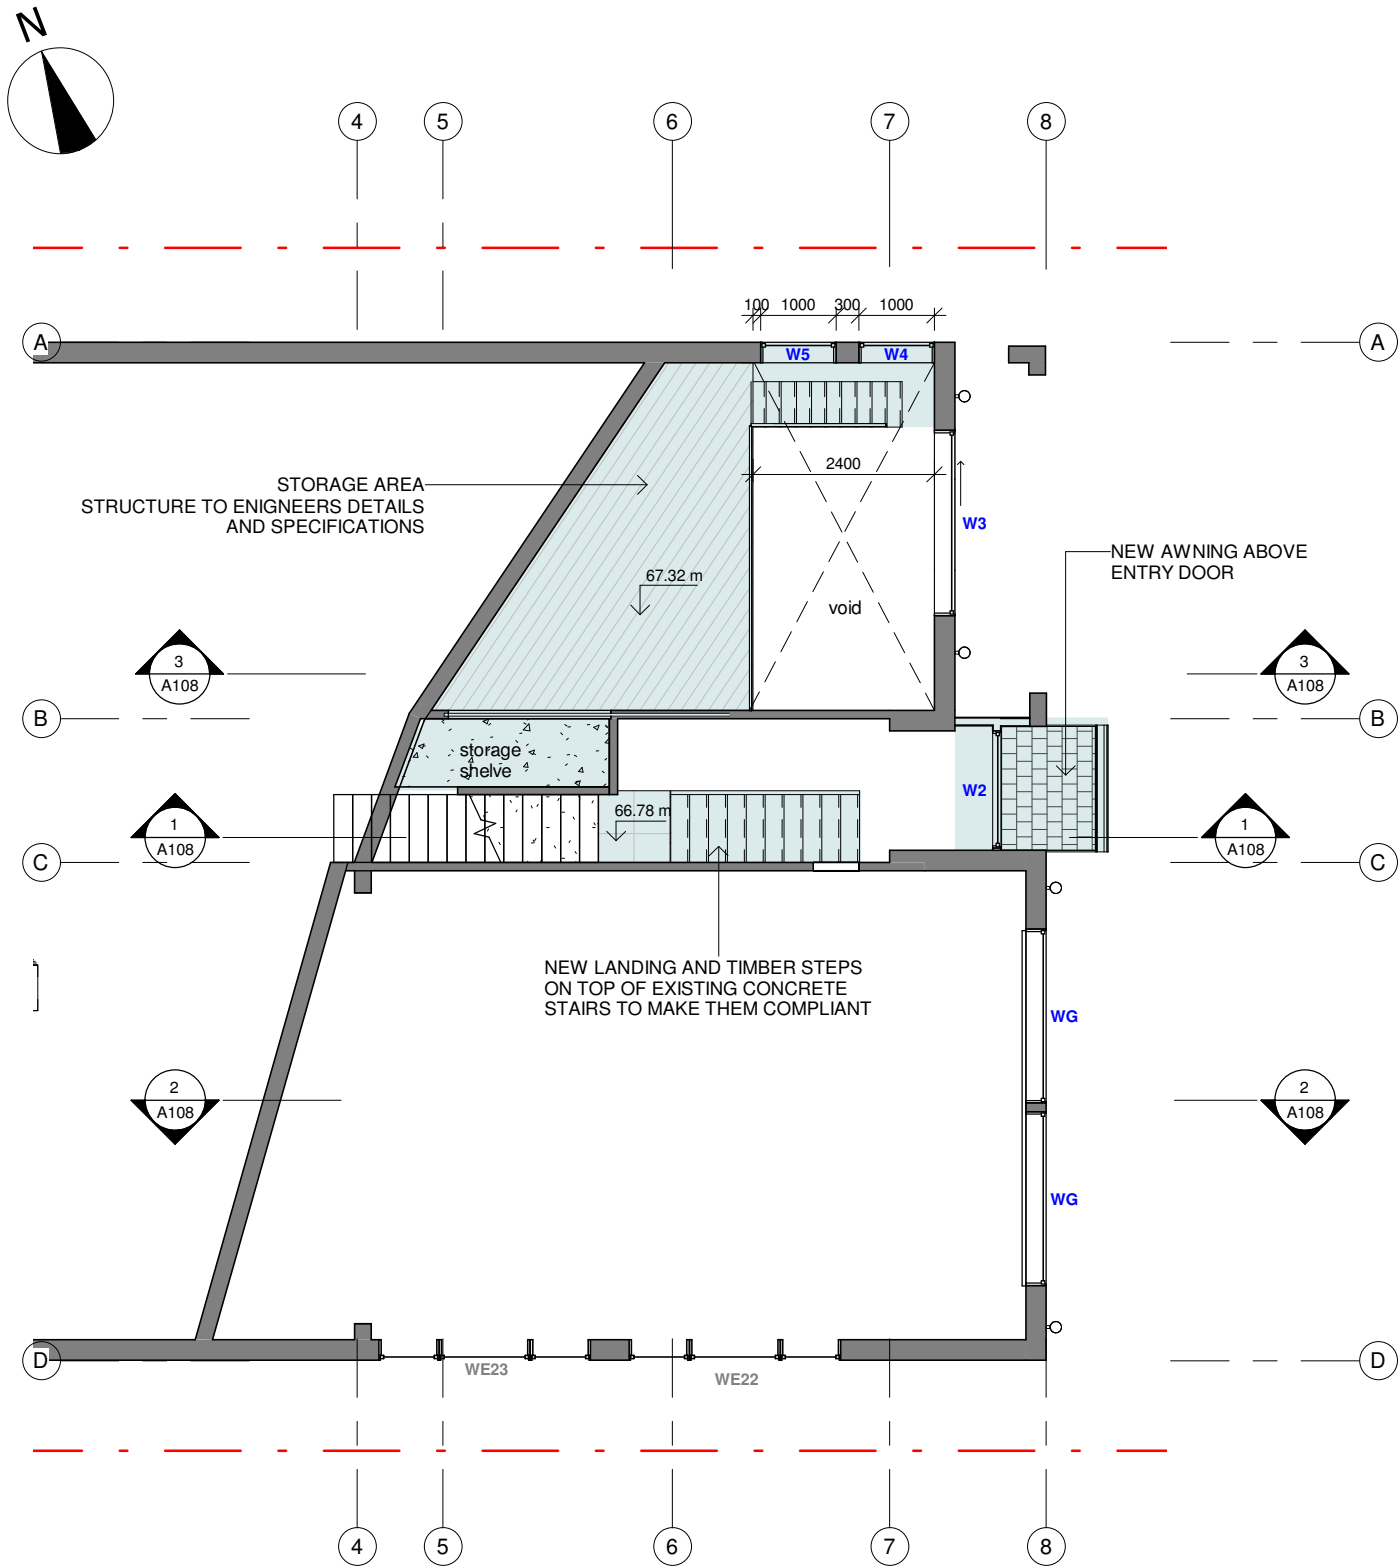 N
4
5
6
7
8
100
1000
300
1000
A
A
W5
W4
2400
STORAGE AREA
STRUCTURE TO ENIGNEERS DETAILS
AND SPECIFICATIONS
W3
NEW AWNING ABOVE
ENTRY DOOR
67.32 m
void
3
A108
3
A108
B
B
storage
shelve
W2
66.78 m
1
A108
1
A108
C
C
NEW LANDING AND TIMBER STEPS
ON TOP OF EXISTING CONCRETE
STAIRS TO MAKE THEM COMPLIANT
WG
2
A108
2
A108
WG
D
D
WE23
WE22
4
5
6
7
8